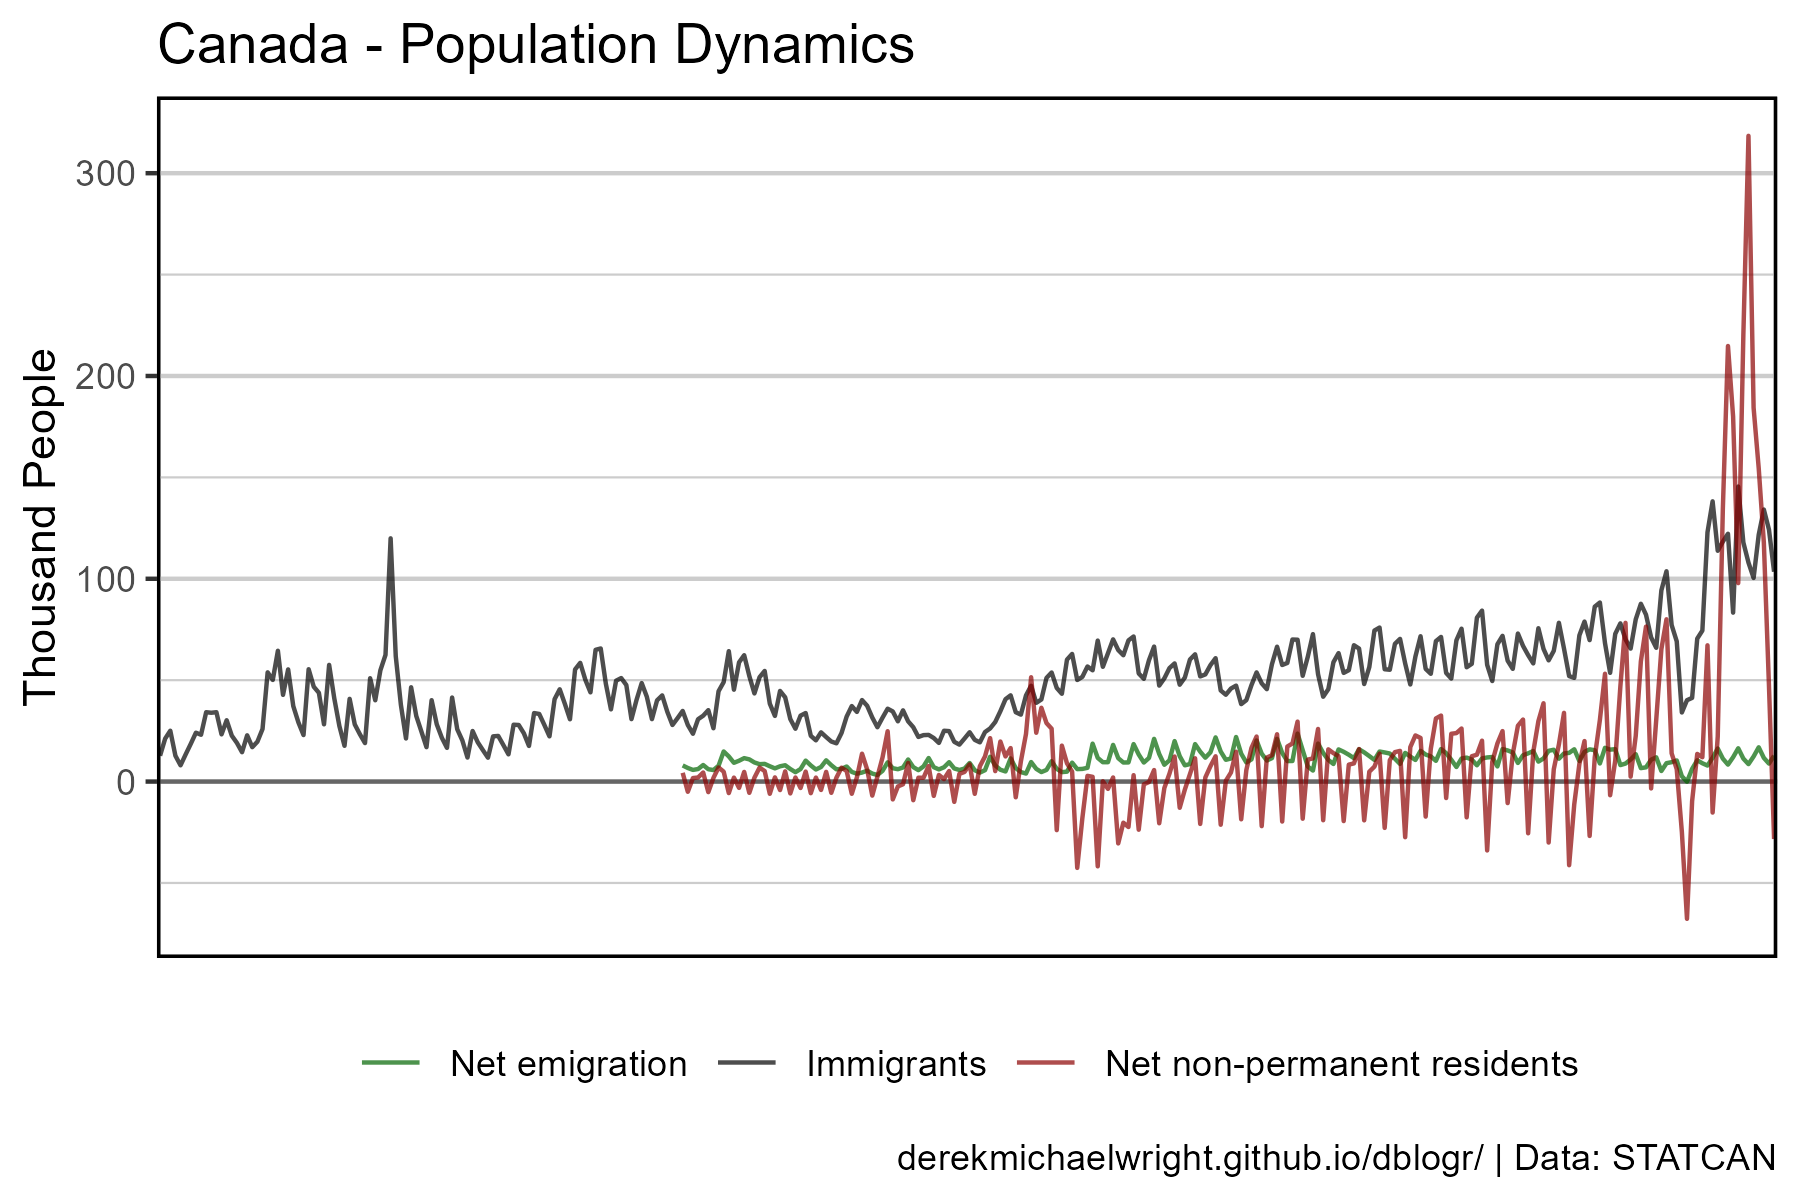 Canada - Population Dynamics
Thousand People
300
200
100
0
Net emigration
Immigrants
Net non-permanent residents
derekmichaelwright.github.io/dblogr/ | Data: STATCAN